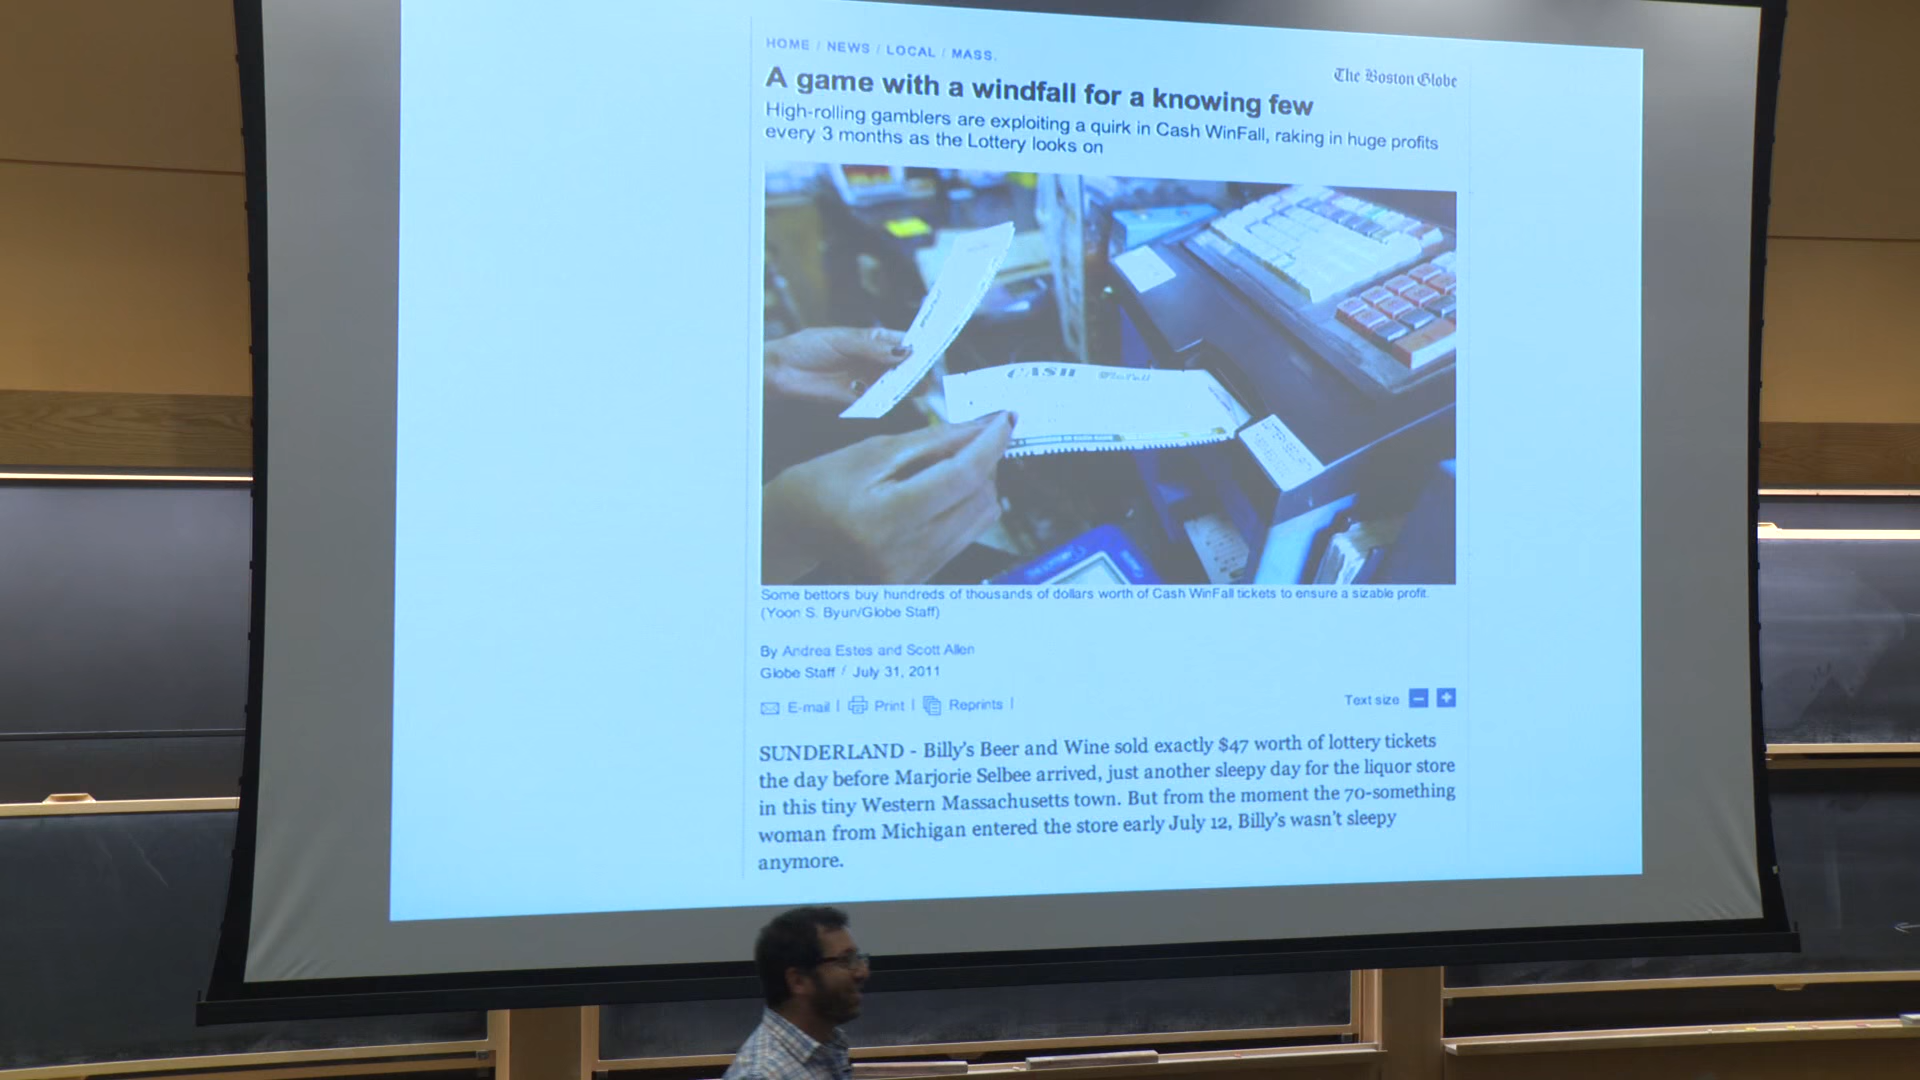 HOME / NEWS / LOCAL / MASS.
The Boston Globe
A game with a windfall for a knowing few
High-rolling gamblers are exploiting a quirk in Cash WinFall, raking in huge profits
every 3 months as the Lottery looks on
CASH WinFall
Some bettors buy hundreds of thousands of dollars worth of Cash WinFall tickets to ensure a sizable profit.
(Yoon S. Byun/Globe Staff)
By Andrea Estes and Scott Allen
Globe Staff / July 31, 2011
E-mail | Print | Reprints |
Text size − +
SUNDERLAND - Billy's Beer and Wine sold exactly $47 worth of lottery tickets
the day before Marjorie Selbee arrived, just another sleepy day for the liquor store
in this tiny Western Massachusetts town. But from the moment the 70-something
woman from Michigan entered the store early July 12, Billy's wasn't sleepy
anymore.